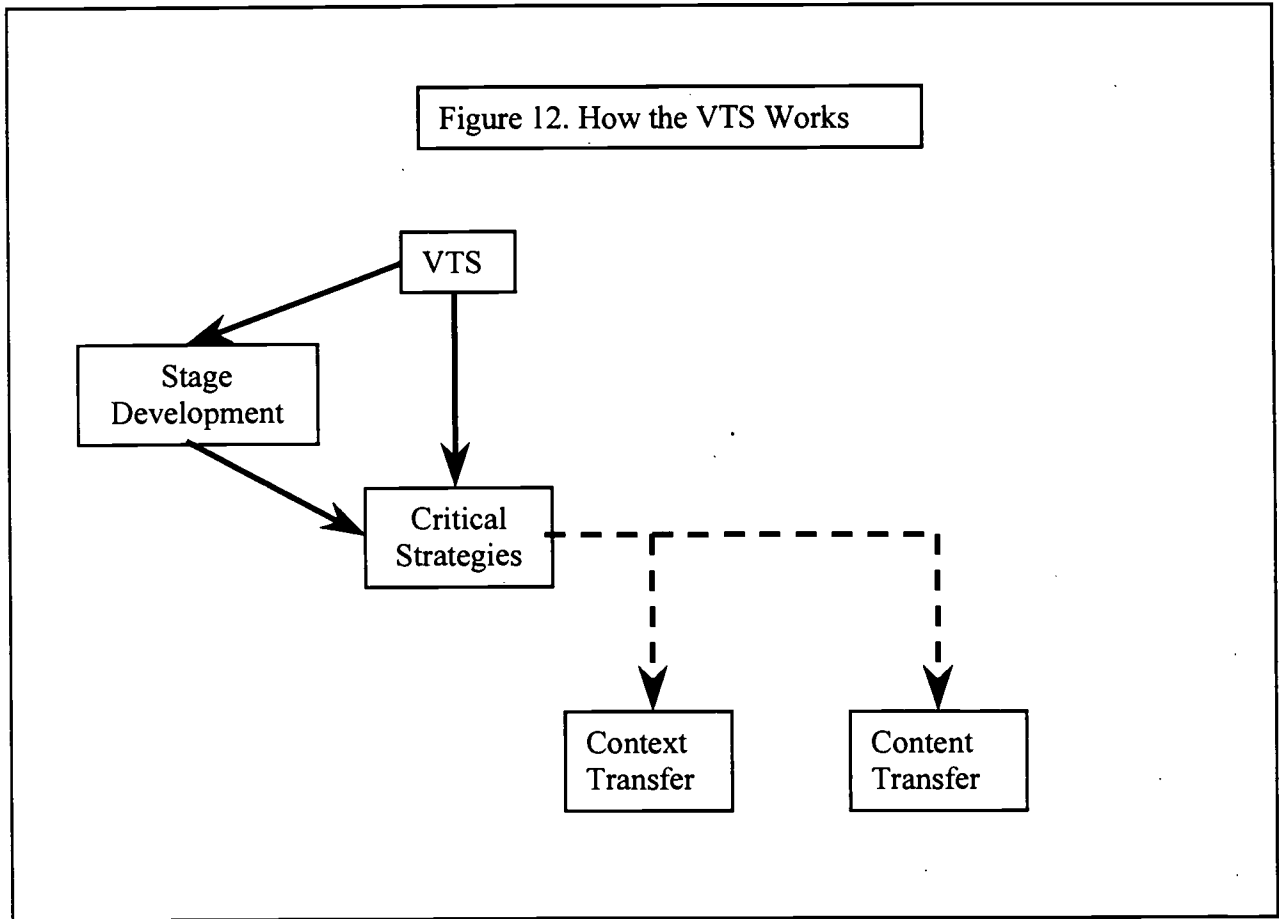 Figure 12. How the VTS Works
VTS
Stage
Development
Critical
Strategies
Context
Transfer
Content
Transfer